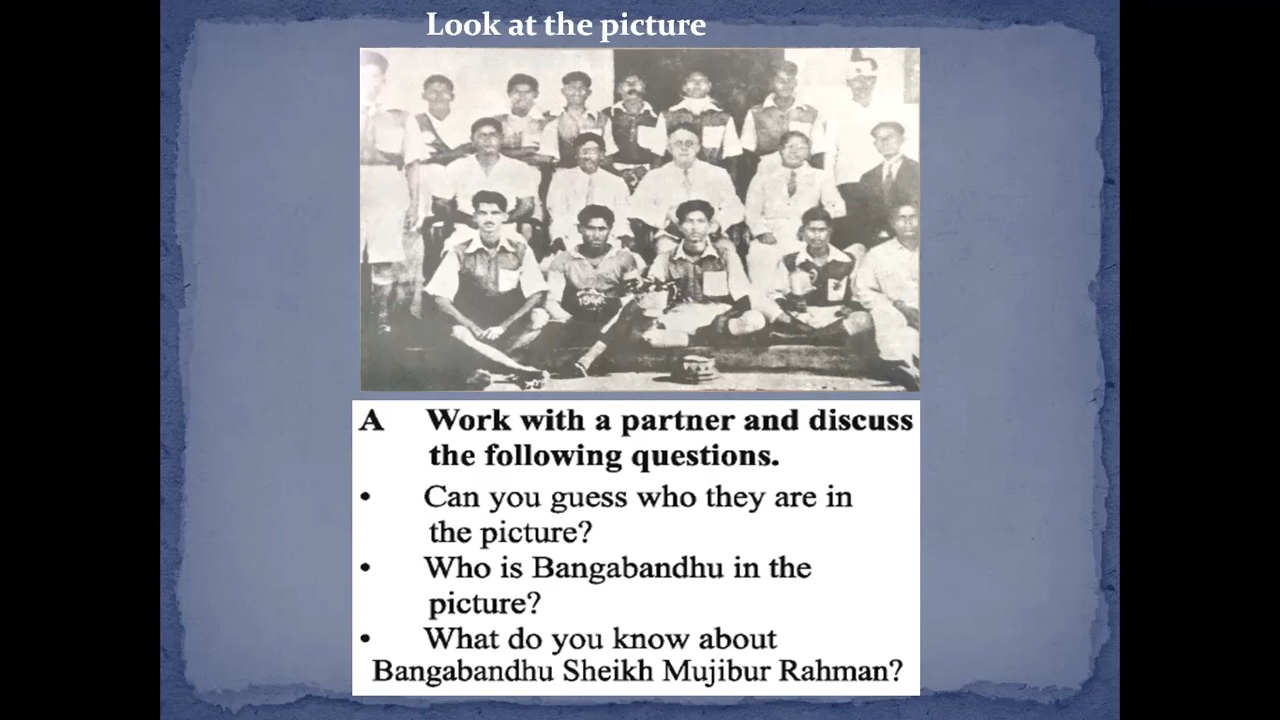 Look at the picture
A Work with a partner and discuss
the following questions.
• Can you guess who they are in
the picture?
• Who is Bangabandhu in the
picture?
• What do you know about
Bangabandhu Sheikh Mujibur Rahman?